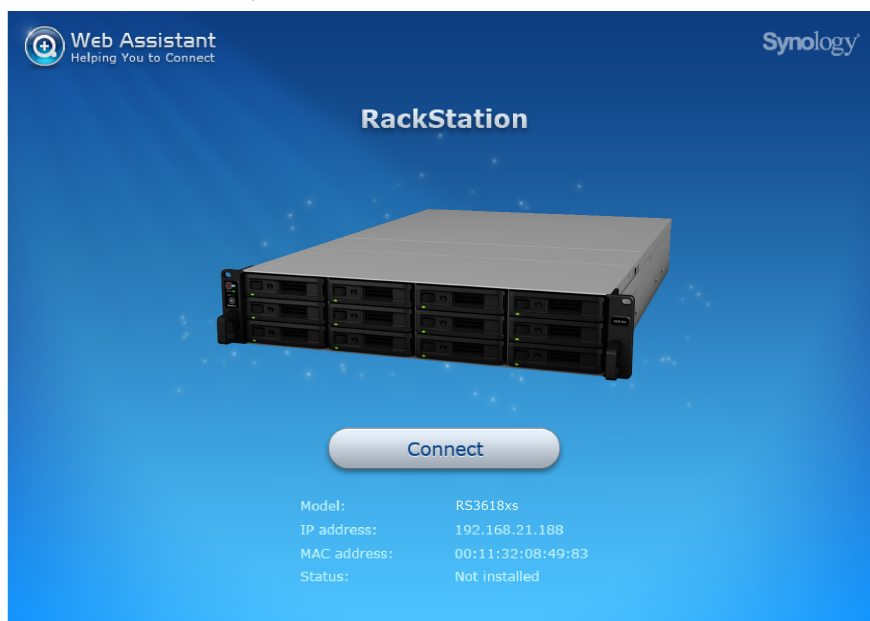 Web Assistant
Helping You to Connect
Synology
RackStation
Connect
Model: RS3618xs
IP address: 192.168.21.188
MAC address: 00:11:32:08:49:83
Status: Not installed